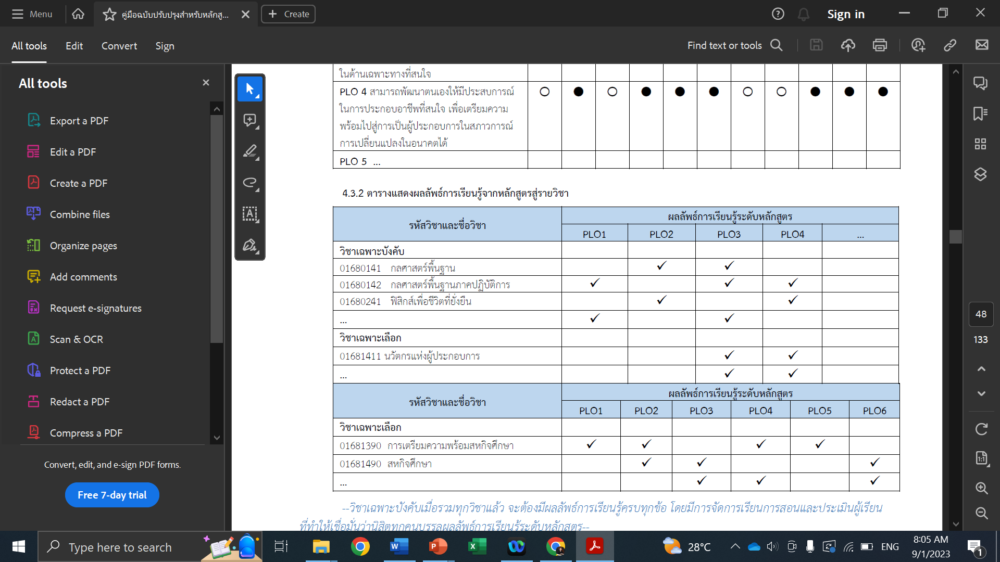 Menu
คู่มือฉบับปรับปรุงสำหรับหลักสู...
Create
Sign in
All tools
Edit
Convert
Sign
Find text or tools
All tools
Export a PDF
Edit a PDF
Create a PDF
Combine files
Organize pages
Add comments
Request e-signatures
Scan & OCR
Protect a PDF
Redact a PDF
Compress a PDF
Convert, edit, and e-sign PDF forms.
Free 7-day trial
ในด้านเฉพาะทางที่สนใจ
PLO 4 สามารถพัฒนาตนเองให้มีประสบการณ์ ○ ● ○ ● ● ● ○ ○ ● ● ●
ในการประกอบอาชีพที่สนใจ เพื่อเตรียมความ
พร้อมไปสู่การเป็นผู้ประกอบการในสภาวการณ์
การเปลี่ยนแปลงในอนาคตได้
PLO 5 ...
4.3.2 ตารางแสดงผลลัพธ์การเรียนรู้จากหลักสูตรสู่รายวิชา
รหัสวิชาและชื่อวิชา
ผลลัพธ์การเรียนรู้ระดับหลักสูตร
PLO1 PLO2 PLO3 PLO4 ...
วิชาเฉพาะบังคับ
01680141 กลศาสตร์พื้นฐาน ✓ ✓
01680142 กลศาสตร์พื้นฐานภาคปฏิบัติการ ✓ ✓ ✓
01680241 ฟิสิกส์เพื่อชีวิตที่ยั่งยืน ✓ ✓
... ✓ ✓
วิชาเฉพาะเลือก
01681411 นวัตกรแห่งผู้ประกอบการ ✓ ✓
... ✓ ✓
รหัสวิชาและชื่อวิชา
ผลลัพธ์การเรียนรู้ระดับหลักสูตร
PLO1 PLO2 PLO3 PLO4 PLO5 PLO6
วิชาเฉพาะเลือก
01681390 การเตรียมความพร้อมสหกิจศึกษา ✓ ✓ ✓ ✓
01681490 สหกิจศึกษา ✓ ✓ ✓
... ✓ ✓ ✓
--วิชาเฉพาะบังคับเมื่อรวมทุกวิชาแล้ว จะต้องมีผลลัพธ์การเรียนรู้ครบทุกข้อ โดยมีการจัดการเรียนการสอนและประเมินผู้เรียน
ที่ทำให้เชื่อมั่นว่านิสิตทุกคนบรรลุผลลัพธ์การเรียนรู้ระดับหลักสูตร--
48
133
1:1
Type here to search
28°C
ENG
8:05 AM
9/1/2023
1